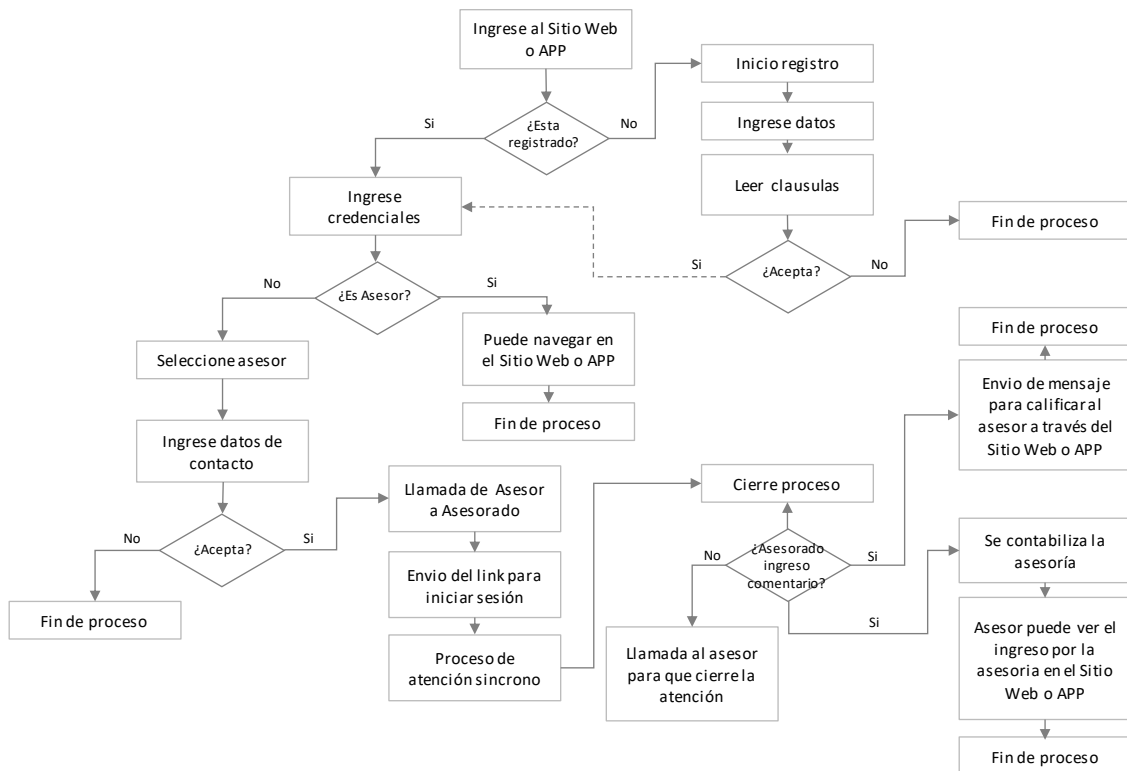 Ingrese al Sitio Web
o APP
Inicio registro
Si
¿Esta
registrado?
No
Ingrese datos
Leer clausulas
Ingrese
credenciales
Fin de proceso
Si
¿Acepta?
No
No
¿Es Asesor?
Si
Puede navegar en
el Sitio Web o APP
Fin de proceso
Seleccione asesor
Fin de proceso
Envio de mensaje
para calificar al
asesor a través del
Sitio Web o APP
Ingrese datos de
contacto
Llamada de Asesor
a Asesorado
Cierre proceso
No
¿Acepta?
Si
No
¿Asesorado
ingreso
comentario?
Si
Se contabiliza la
asesoría
Envio del link para
iniciar sesión
Fin de proceso
Si
Proceso de
atención sincrono
Llamada al asesor
para que cierre la
atención
Asesor puede ver el
ingreso por la
asesoria en el Sitio
Web o APP
Fin de proceso